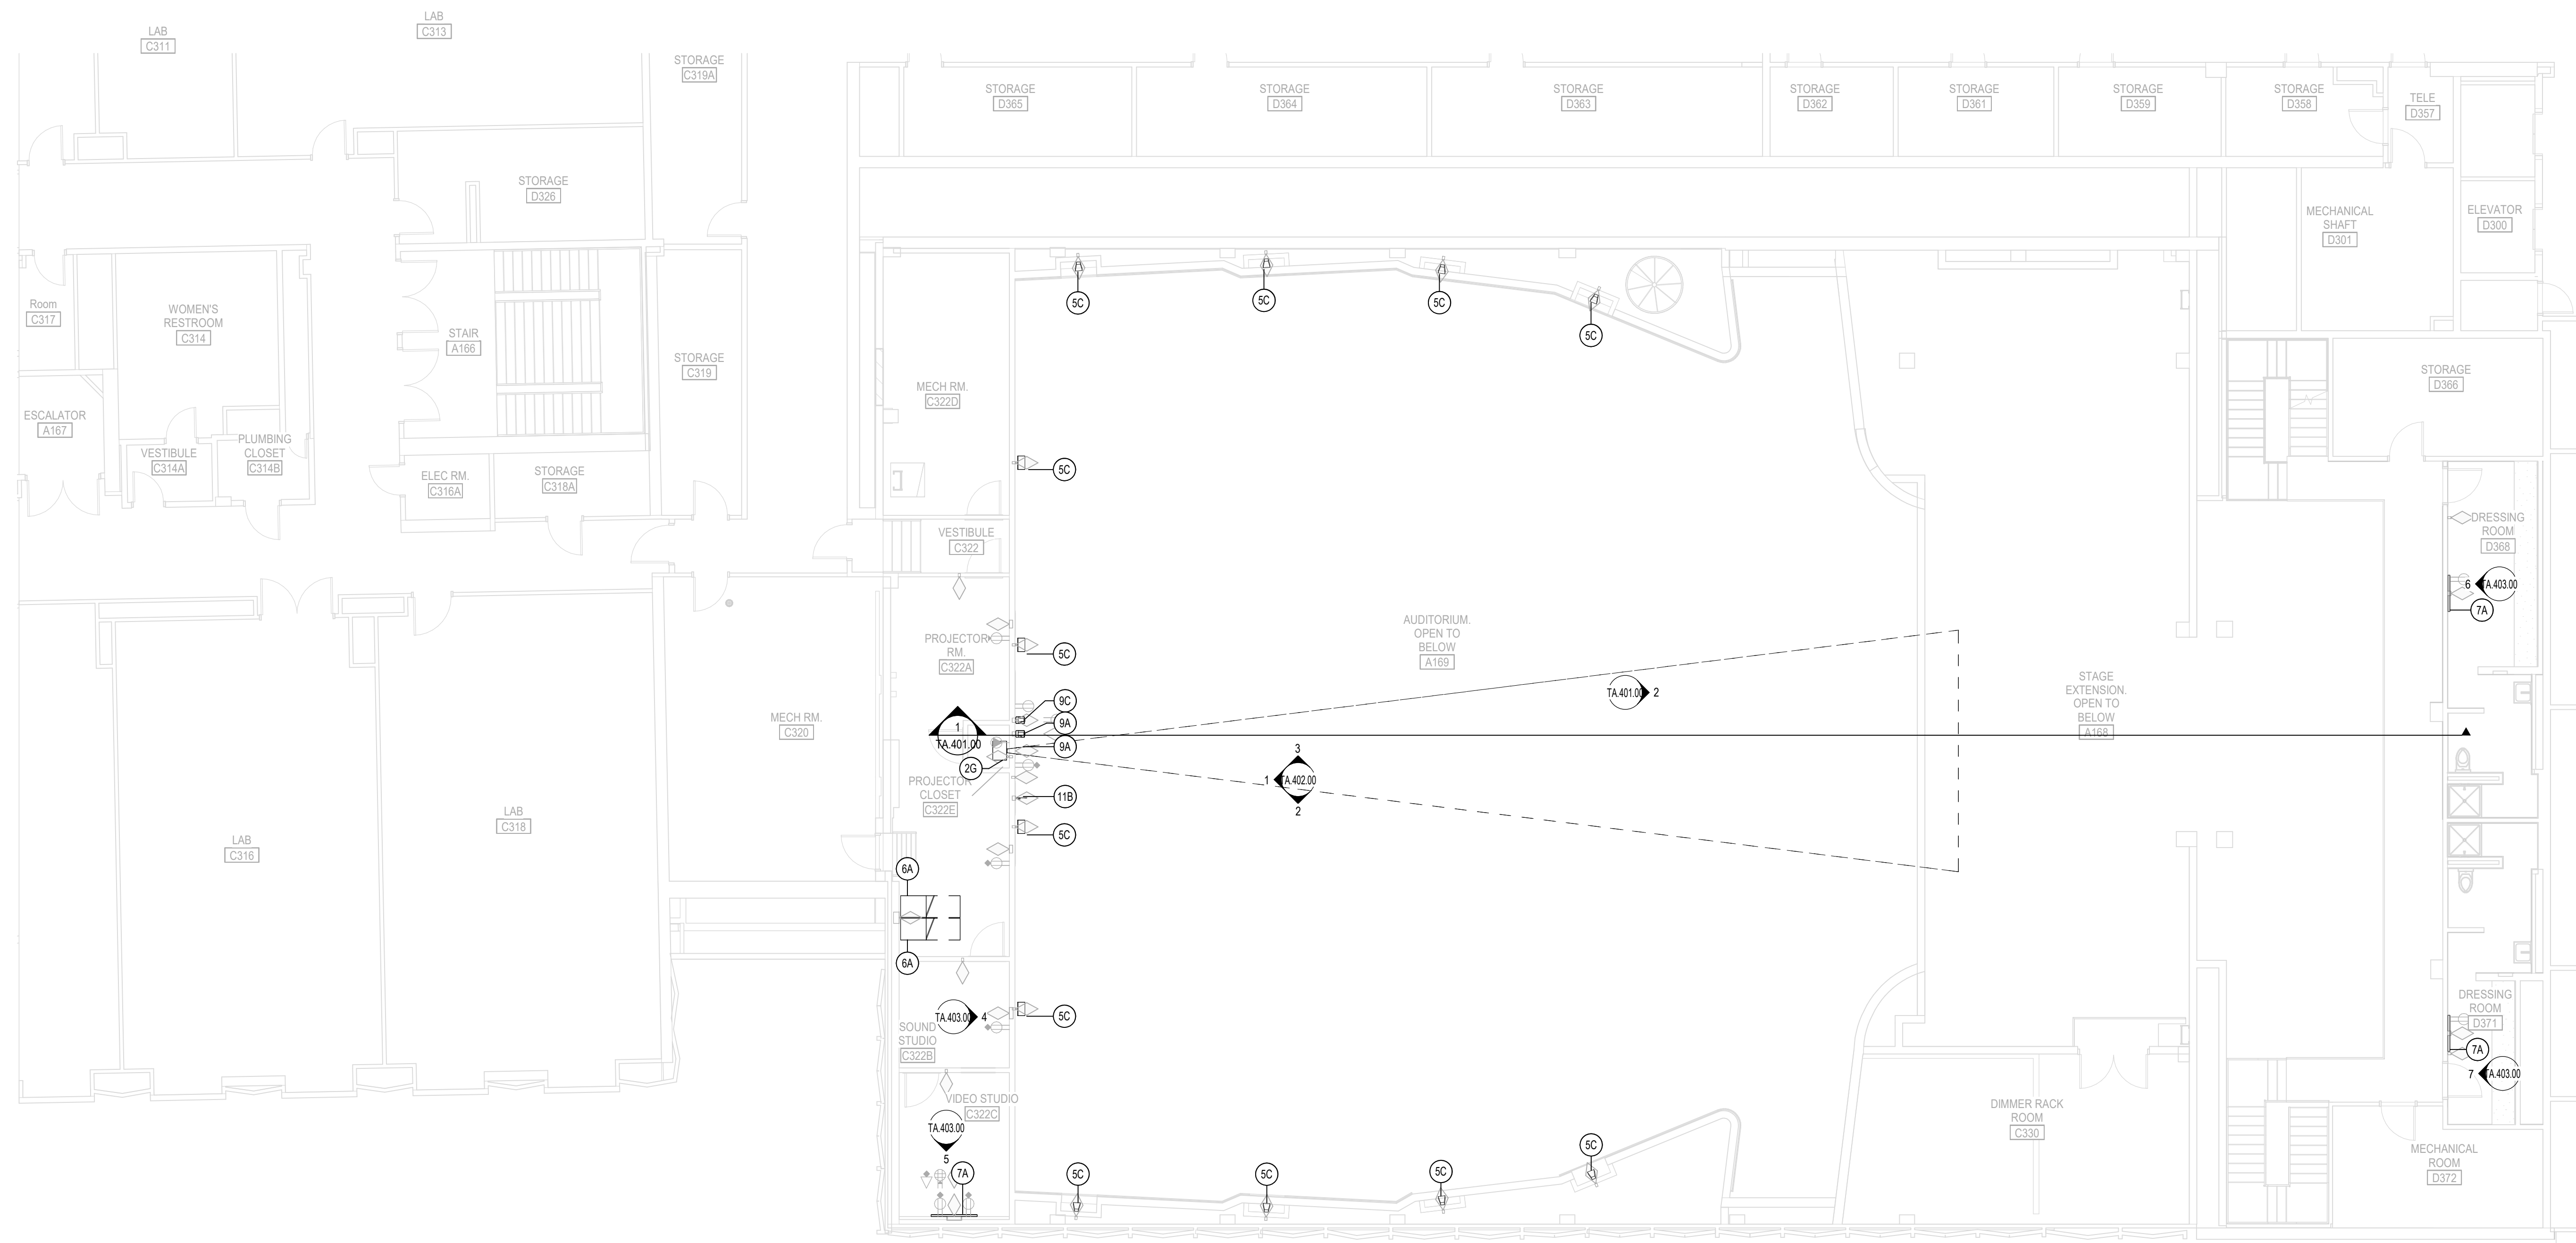 LAB
C311
LAB
C313
STORAGE
C319A
STORAGE
D365
STORAGE
D364
STORAGE
D363
STORAGE
D362
STORAGE
D361
STORAGE
D359
STORAGE
D358
TELE
D357
STORAGE
D326
MECHANICAL
SHAFT
D301
ELEVATOR
D300
Room
C317
WOMEN'S
RESTROOM
C314
STAIR
A166
STORAGE
C319
MECH RM.
C322D
5C
5C
5C
5C
STORAGE
D366
ESCALATOR
A167
VESTIBULE
C314A
PLUMBING
CLOSET
C314B
ELEC RM.
C316A
STORAGE
C318A
5C
VESTIBULE
C322
DRESSING
ROOM
D368
6
TA.403.00
7A
PROJECTOR
RM.
C322A
5C
AUDITORIUM.
OPEN TO
BELOW
A169
TA.401.00
2
STAGE
EXTENSION.
OPEN TO
BELOW
A168
MECH RM.
C320
9C
9A
9A
1
TA.401.00
2G
PROJECTOR
CLOSET
C322E
3
1
TA.402.00
2
11B
5C
LAB
C316
LAB
C318
6A
6A
TA.403.00
4
SOUND
STUDIO
C322B
5C
DRESSING
ROOM
D371
7A
7
TA.403.00
VIDEO STUDIO
C322C
TA.403.00
5
7A
5C
5C
5C
5C
DIMMER RACK
ROOM
C330
MECHANICAL
ROOM
D372